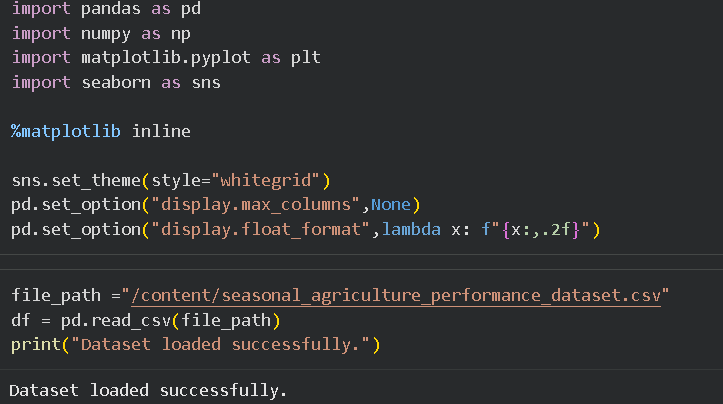 import pandas as pd
import numpy as np
import matplotlib.pyplot as plt
import seaborn as sns
%matplotlib inline
sns.set_theme(style="whitegrid")
pd.set_option("display.max_columns",None)
pd.set_option("display.float_format",lambda x: f"{x:,.2f}")
file_path ="/content/seasonal_agriculture_performance_dataset.csv"
df = pd.read_csv(file_path)
print("Dataset loaded successfully.")
Dataset loaded successfully.